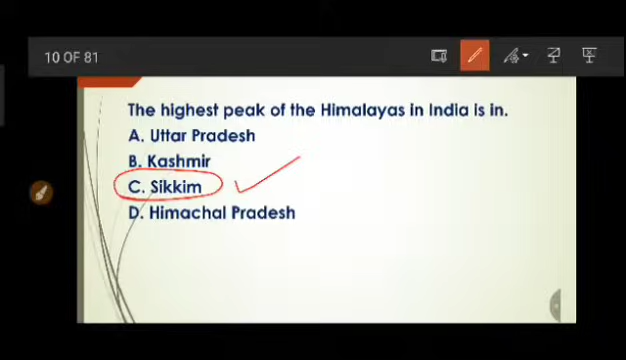 10 OF 81
The highest peak of the Himalayas in India is in.
A. Uttar Pradesh
B. Kashmir
C. Sikkim
D. Himachal Pradesh